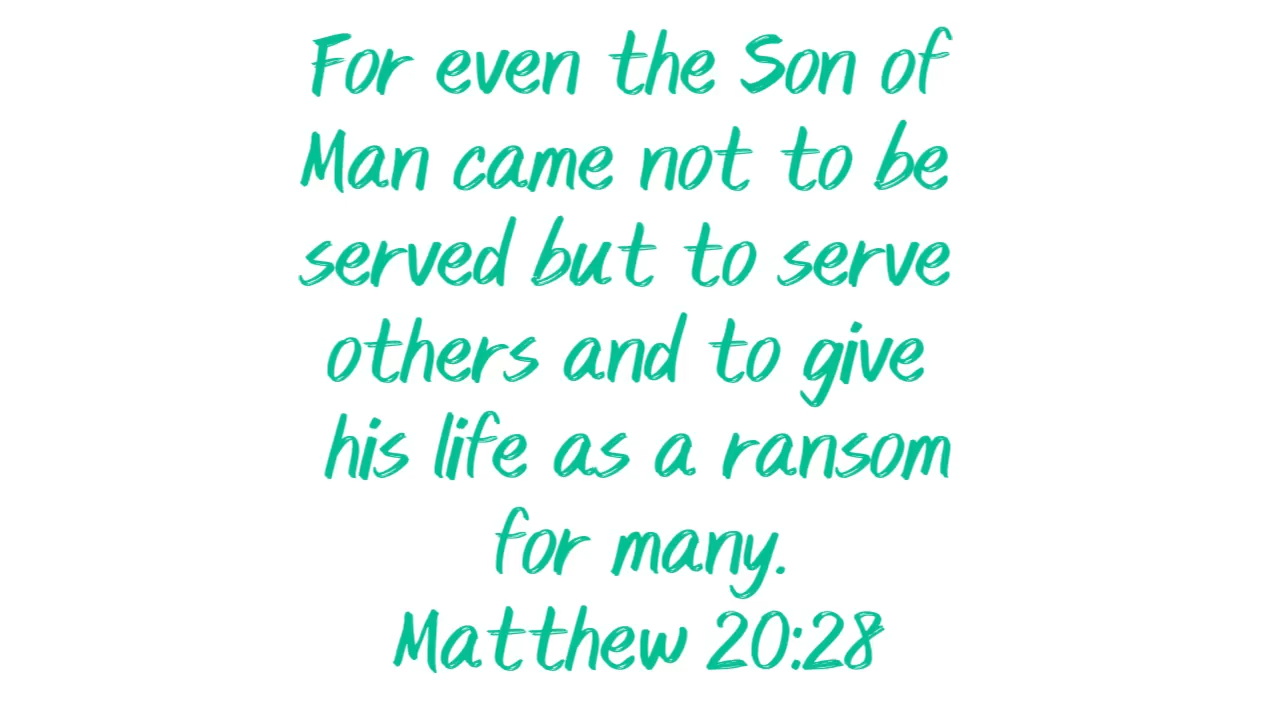 For even the Son of
Man came not to be
served but to serve
others and to give
his life as a ransom
for many.
Matthew 20:28